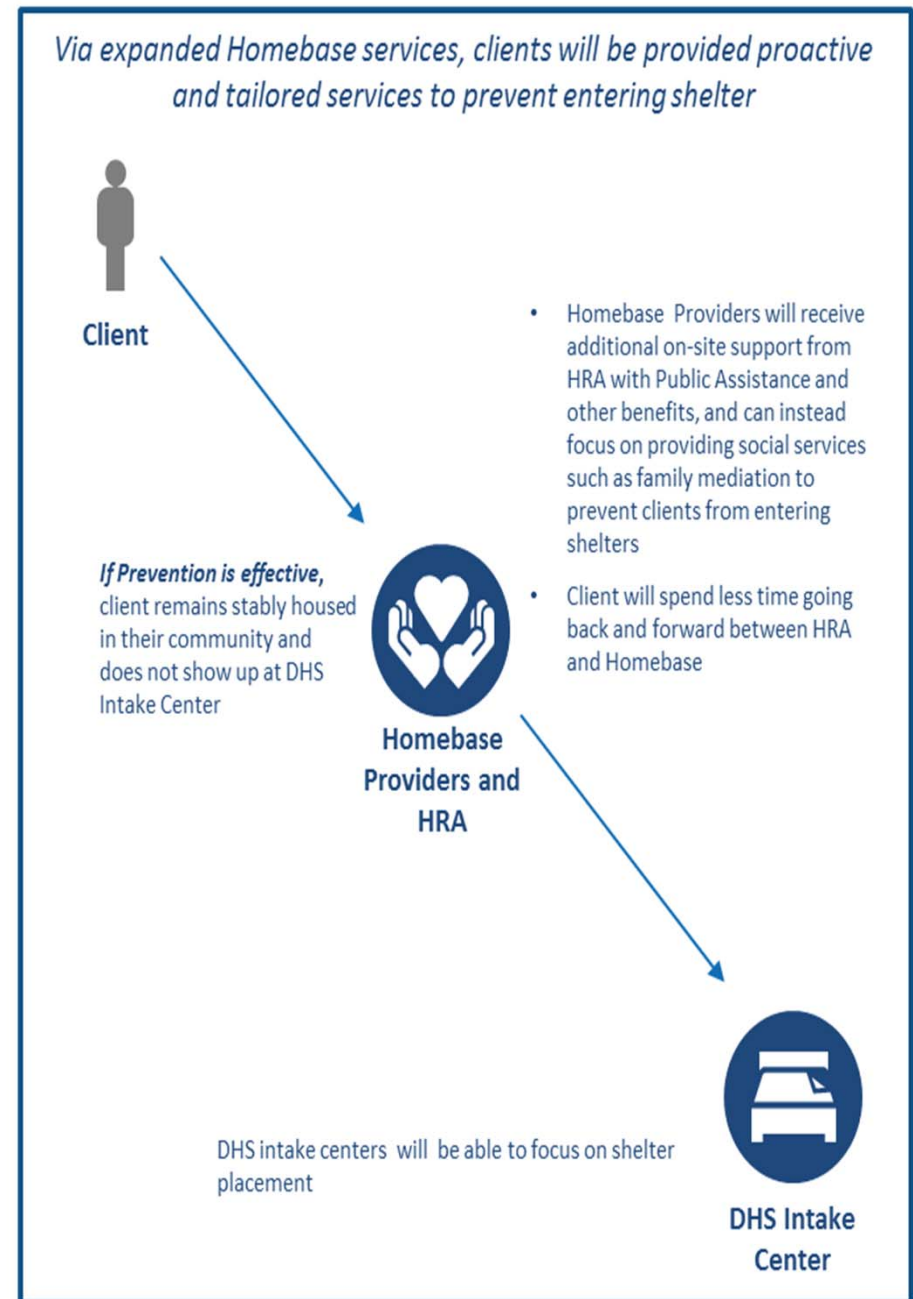 Via expanded Homebase services, clients will be provided proactive
and tailored services to prevent entering shelter
Client
• Homebase Providers will receive
additional on-site support from
HRA with Public Assistance and
other benefits, and can instead
focus on providing social services
such as family mediation to
prevent clients from entering
shelters
• Client will spend less time going
back and forward between HRA
and Homebase
If Prevention is effective,
client remains stably housed
in their community and
does not show up at DHS
Intake Center
Homebase
Providers and
HRA
DHS intake centers will be able to focus on shelter
placement
DHS Intake
Center